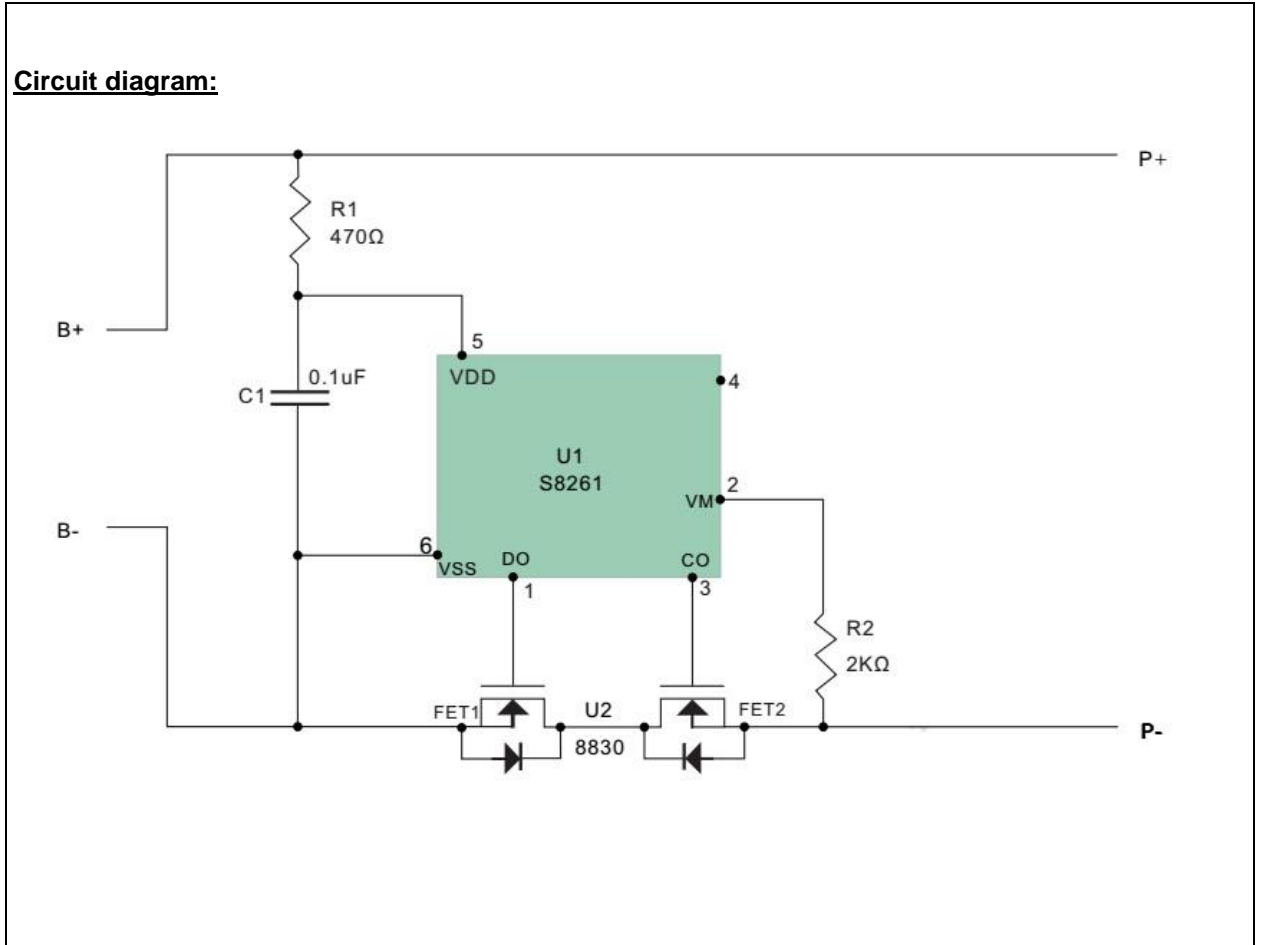 Circuit diagram:
P+
R1
470Ω
B+
5
VDD
0.1uF
C1
4
U1
S8261
2
VM
B-
6
VSS
DO
CO
1
3
R2
2KΩ
FET1
U2
FET2
8830
P-